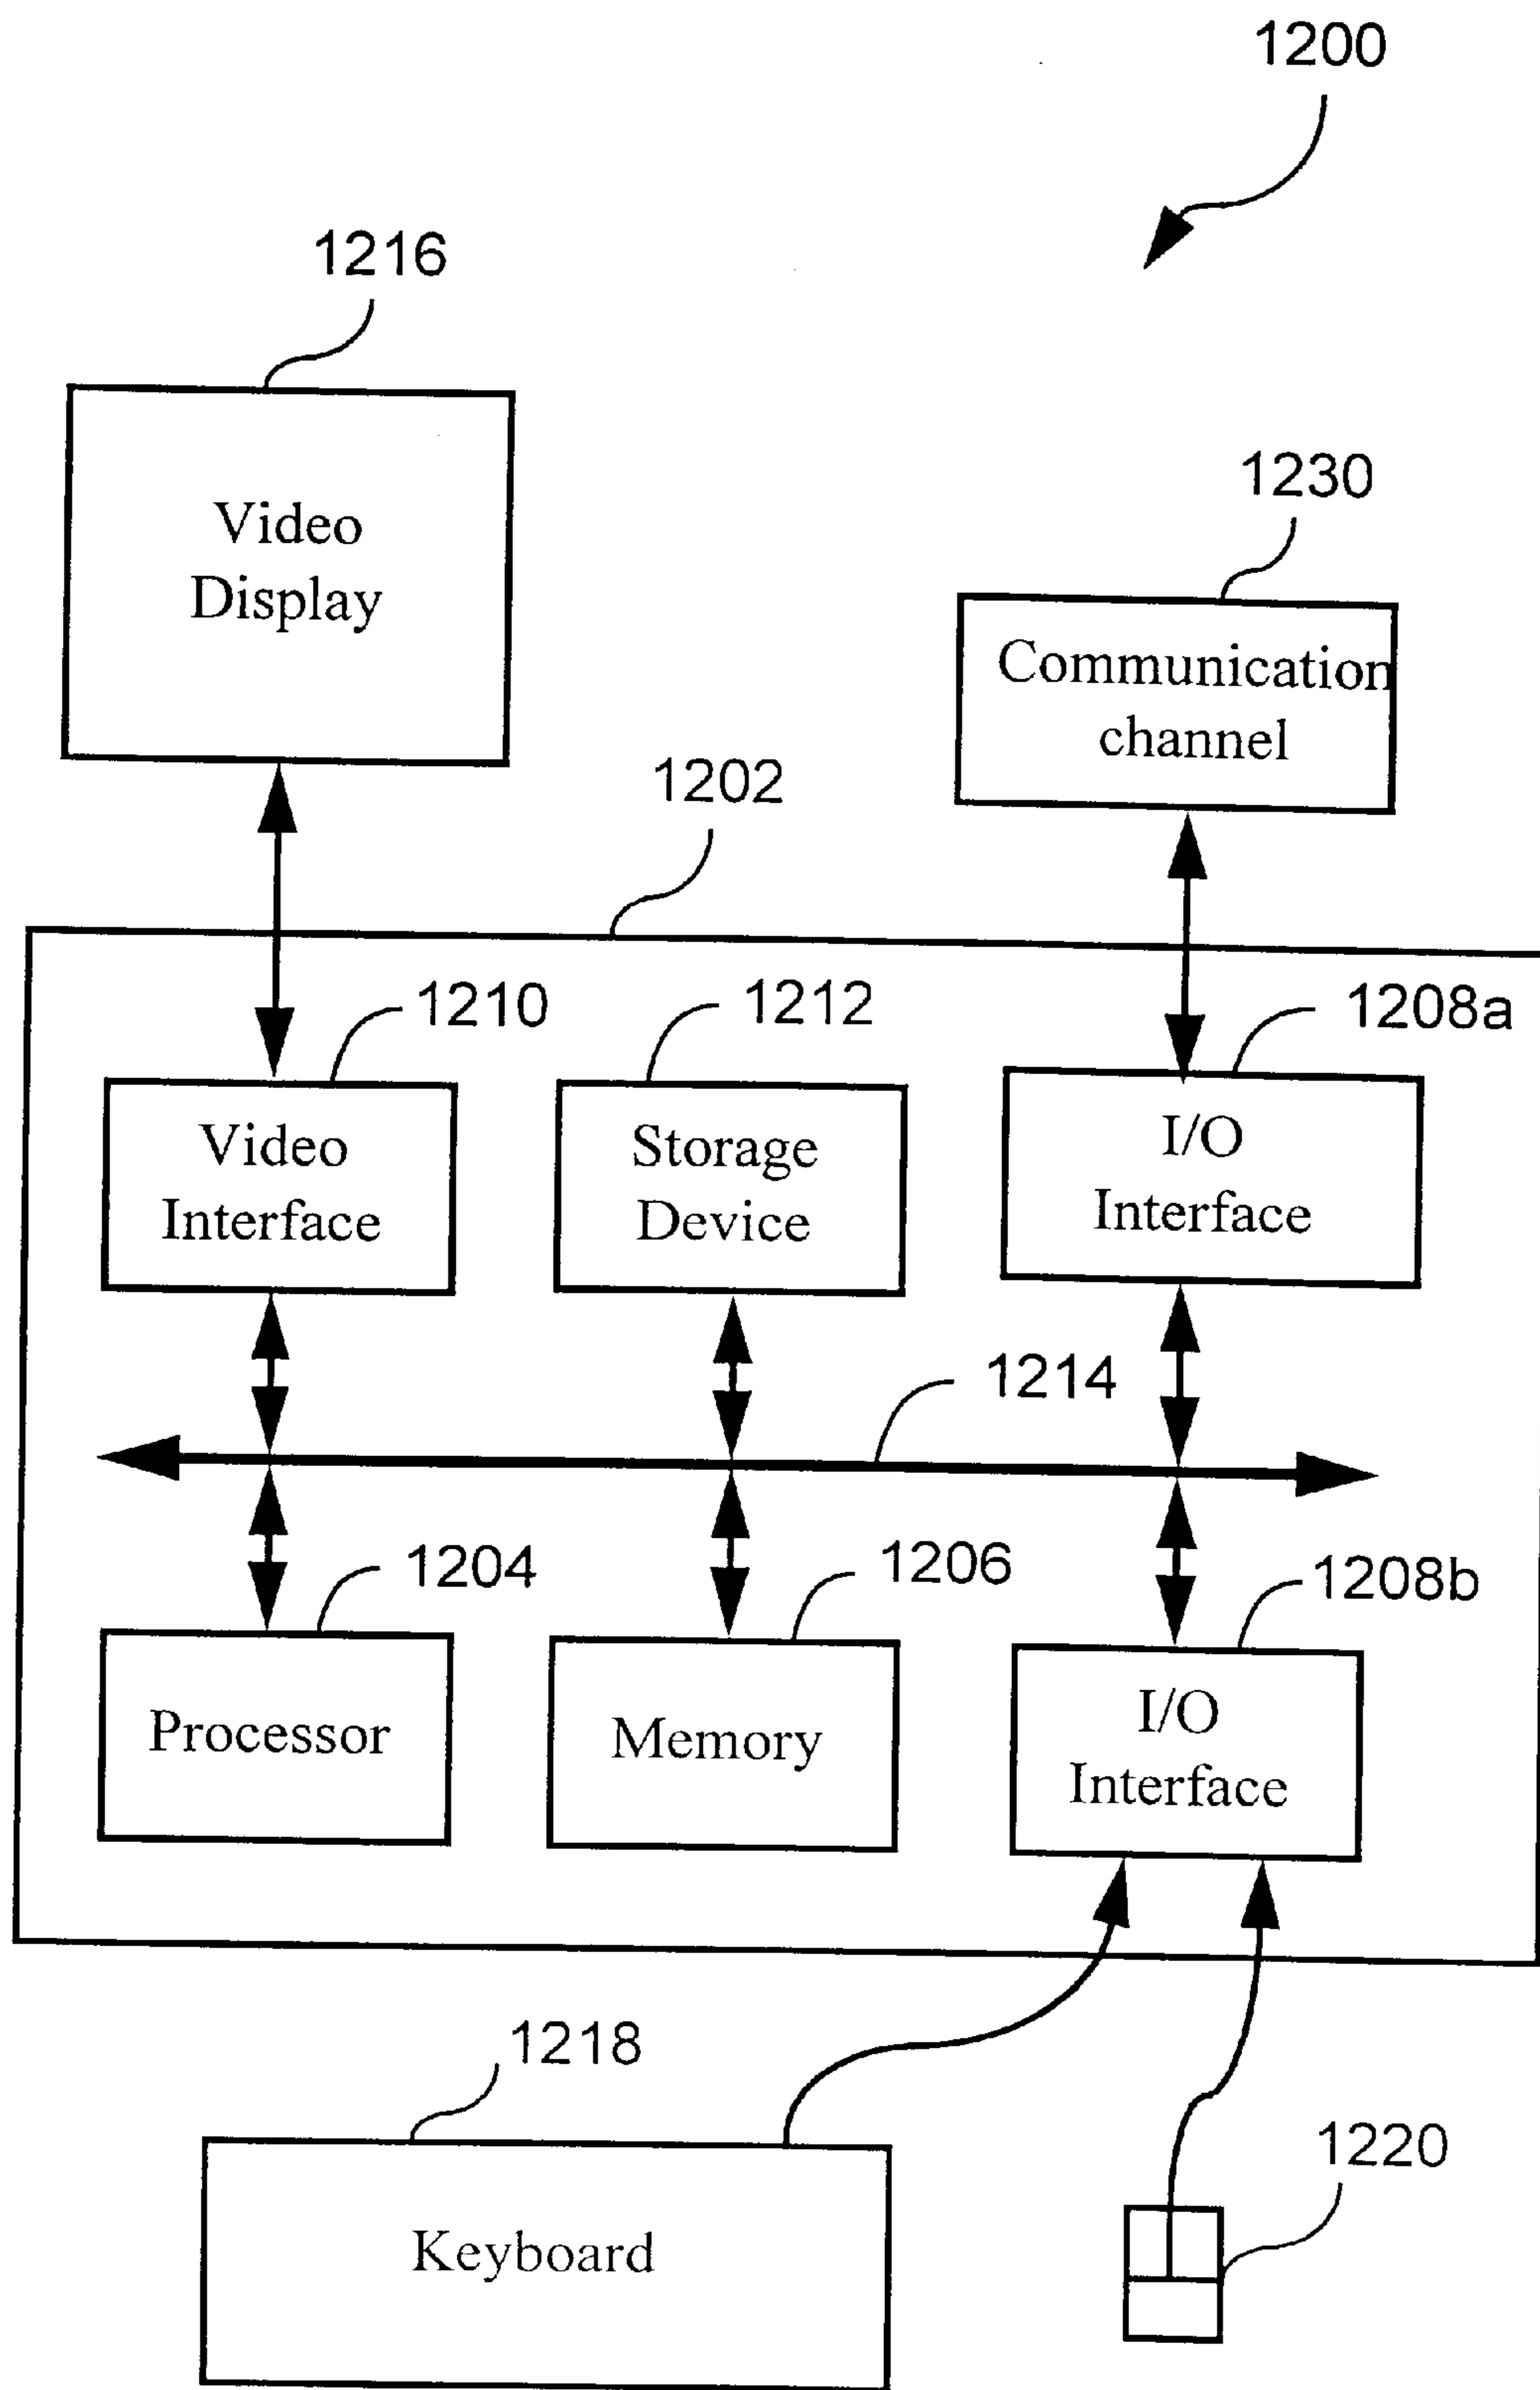 1200
1216
Video
Display
1230
Communication
channel
1202
1210
1212
1208a
Video
Interface
Storage
Device
I/O
Interface
1214
1204
1206
1208b
Processor
Memory
I/O
Interface
1218
Keyboard
1220